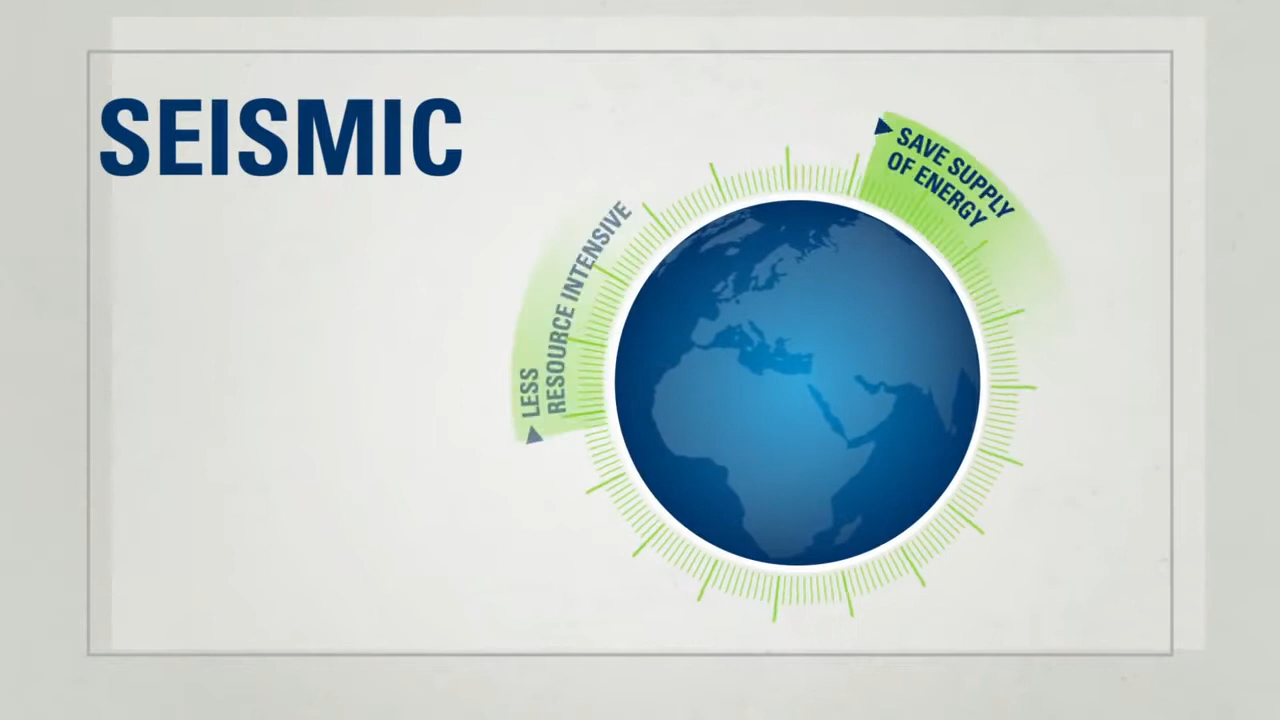 SEISMIC
SAVE SUPPLY
OF ENERGY
LESS
RESOURCE INTENSIVE